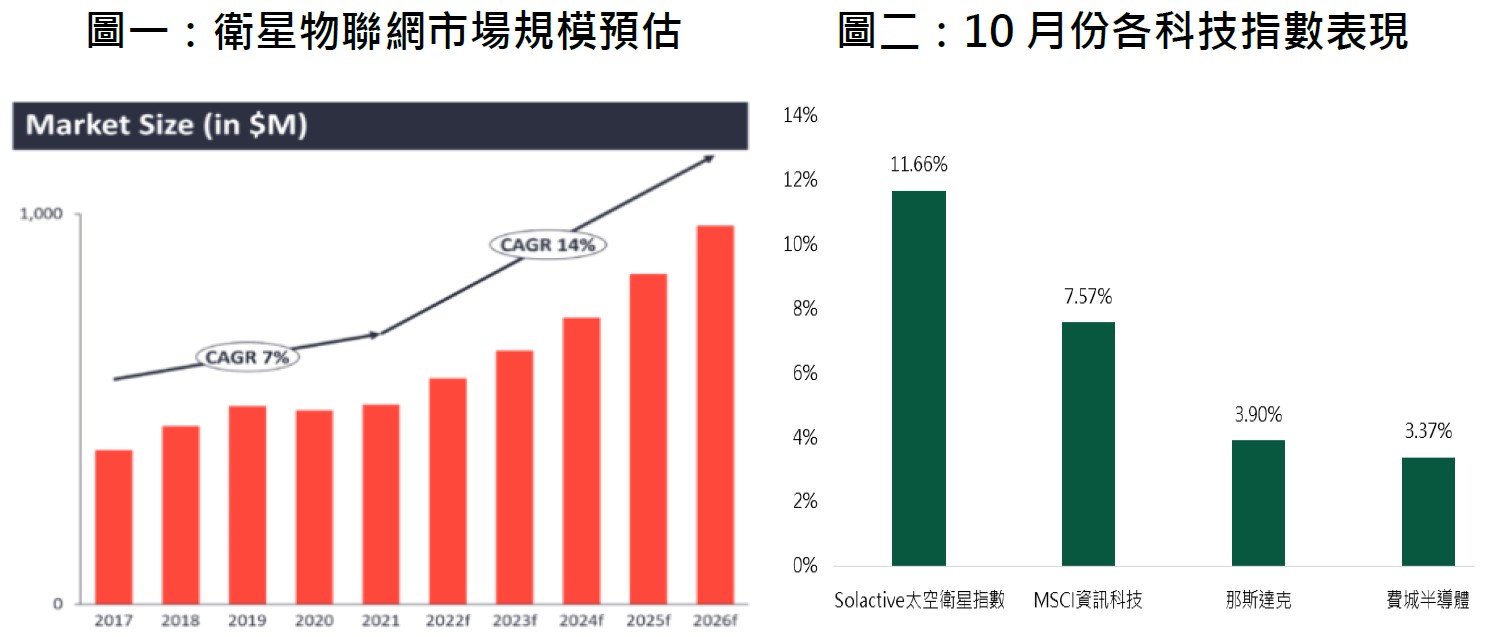 圖一：衛星物聯網市場規模預估
Market Size (in $M)
1,000
CAGR 14%
CAGR 7%
0
2017 2018 2019 2020 2021 2022f 2023f 2024f 2025f 2026f
圖二：10 月份各科技指數表現
14%
12%
10%
8%
6%
4%
2%
0%
11.66%
7.57%
3.90%
3.37%
Solactive太空衛星指數 MSCI資訊科技 那斯達克 費城半導體